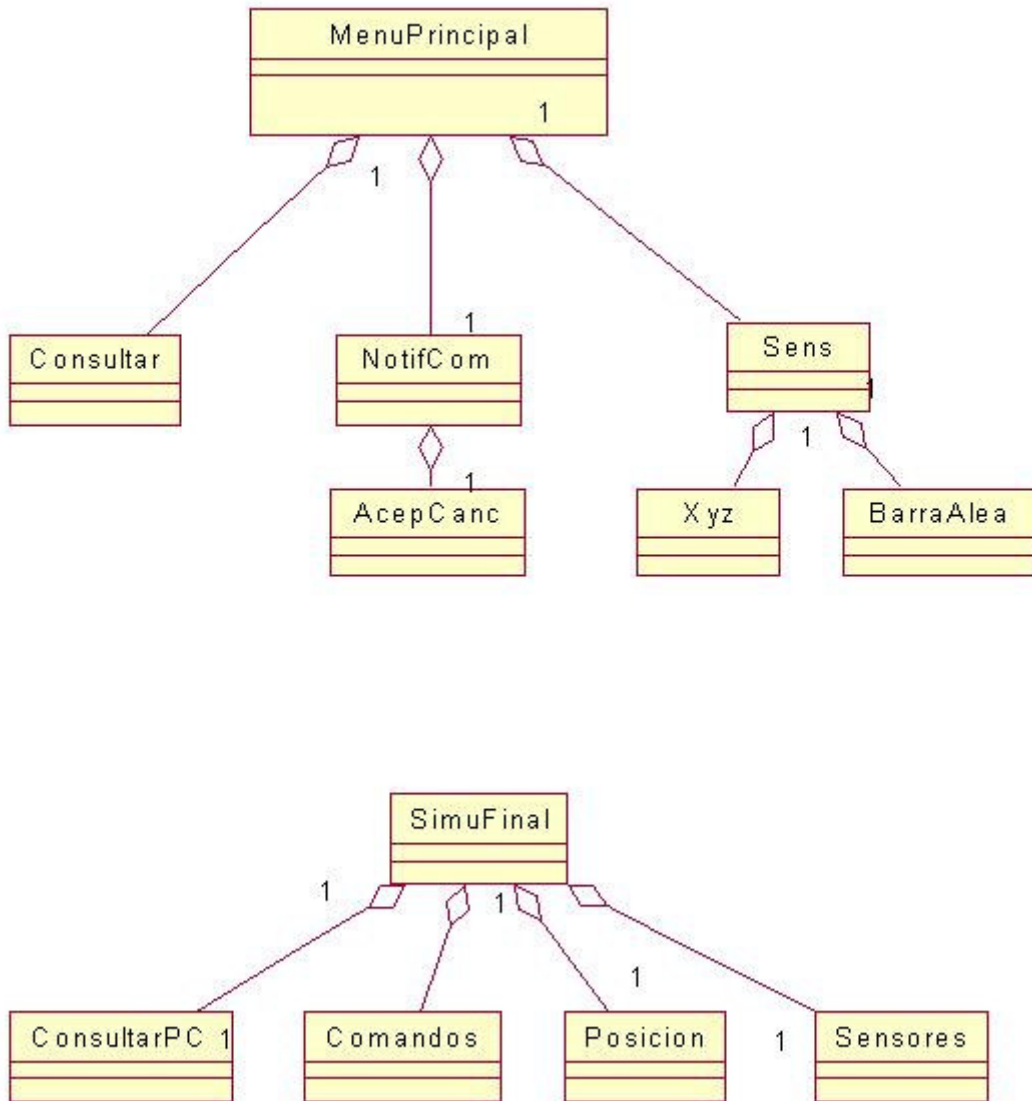 MenuPrincipal
1
1
1
Consultar
NotifCom
Sens
1
1
1
AcepCanc
Xyz
BarraAlea
SimuFinal
1
1
1
ConsultarPC
1
Comandos
Posicion
1
Sensores